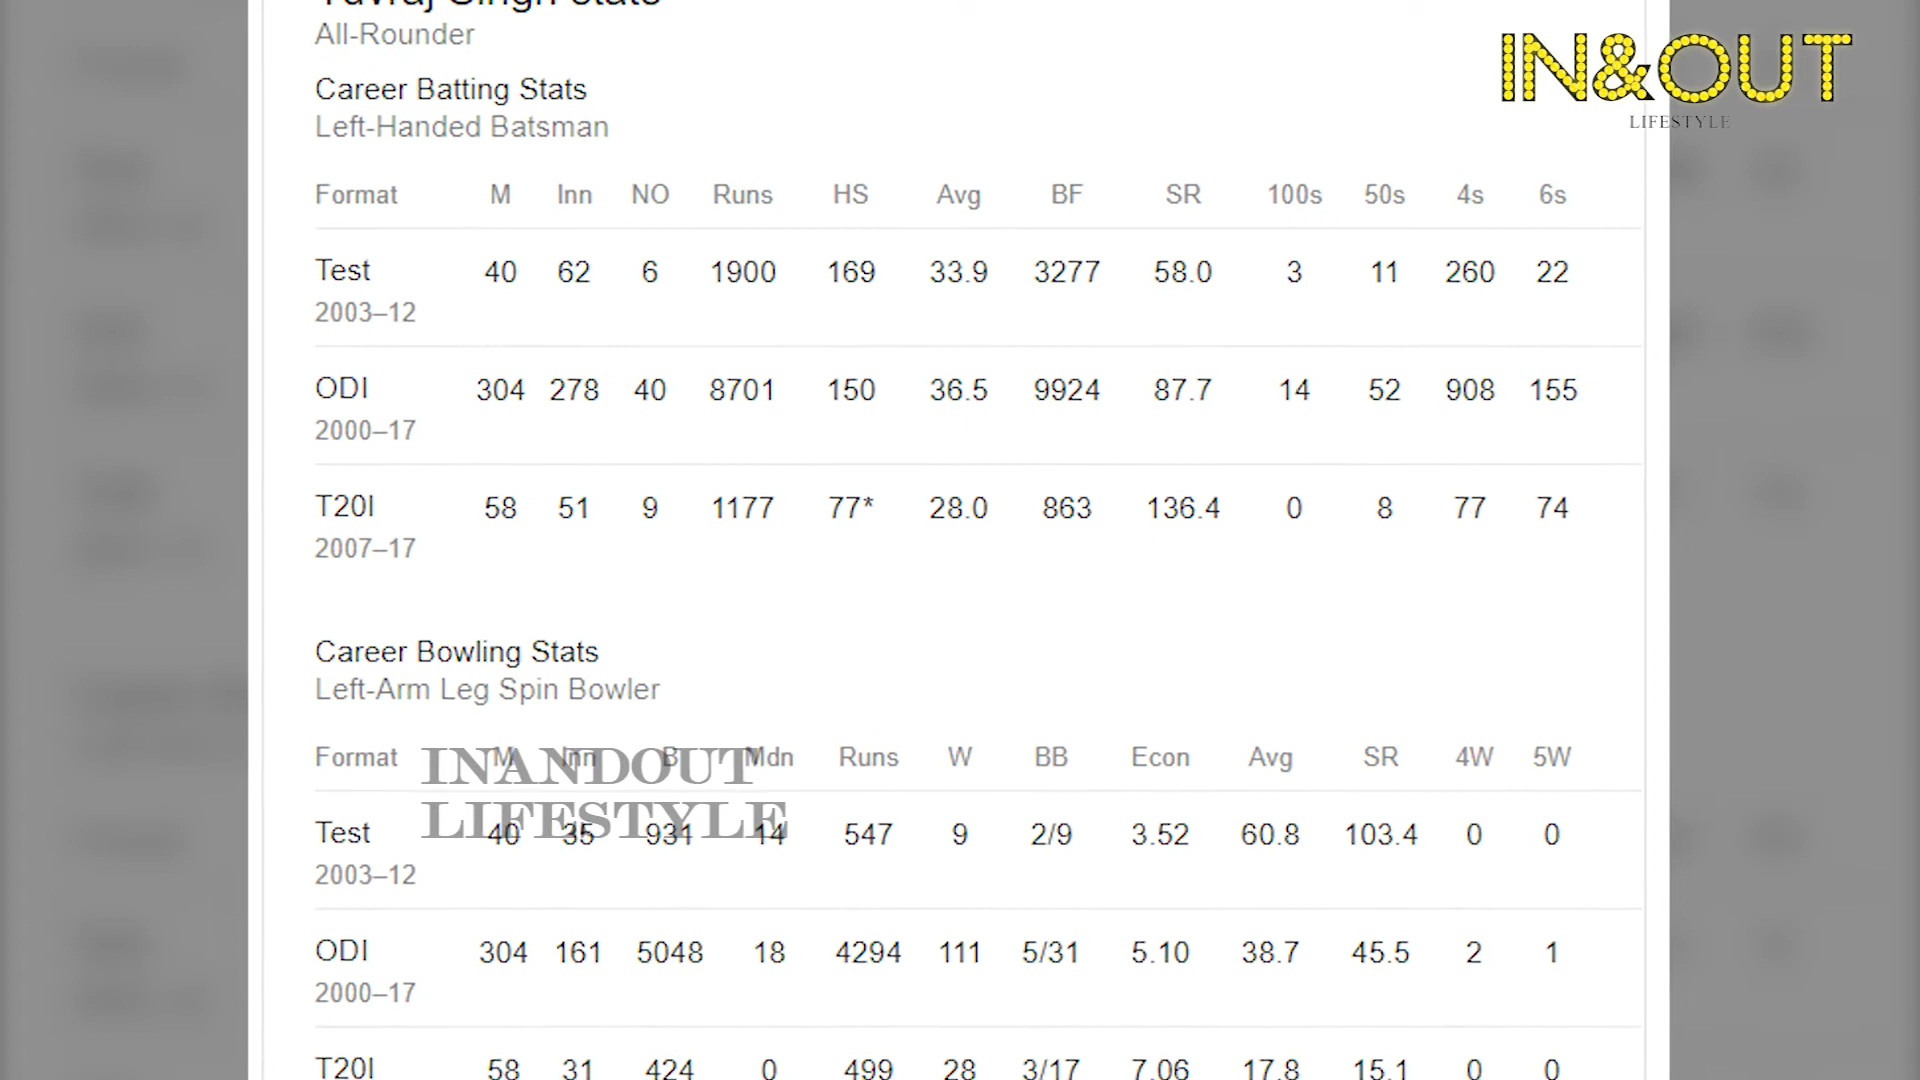 Yuvraj Singh Stats
All-Rounder
IN&OUT
LIFESTYLE
Career Batting Stats
Left-Handed Batsman
Format M Inn NO Runs HS Avg BF SR 100s 50s 4s 6s
Test 40 62 6 1900 169 33.9 3277 58.0 3 11 260 22
2003–12
ODI 304 278 40 8701 150 36.5 9924 87.7 14 52 908 155
2000–17
T20I 58 51 9 1177 77* 28.0 863 136.4 0 8 77 74
2007–17
Career Bowling Stats
Left-Arm Leg Spin Bowler
Format M Inn B Mdn Runs W BB Econ Avg SR 4W 5W
INANDOUT
LIFESTYLE
Test 40 35 931 14 547 9 2/9 3.52 60.8 103.4 0 0
2003–12
ODI 304 161 5048 18 4294 111 5/31 5.10 38.7 45.5 2 1
2000–17
T20I 58 31 424 0 499 28 3/17 7.06 17.8 15.1 0 0